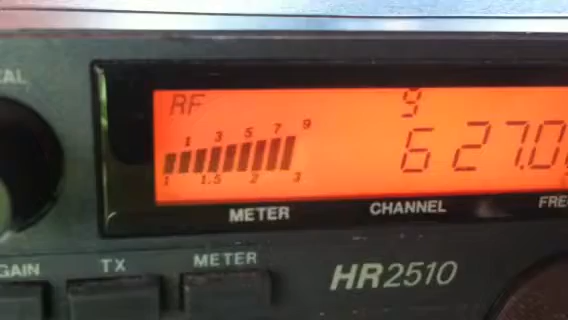 RF 9
1 3 5 7 9
6 27.0
1 1.5 2 3
METER CHANNEL
GAIN TX METER
HR2510